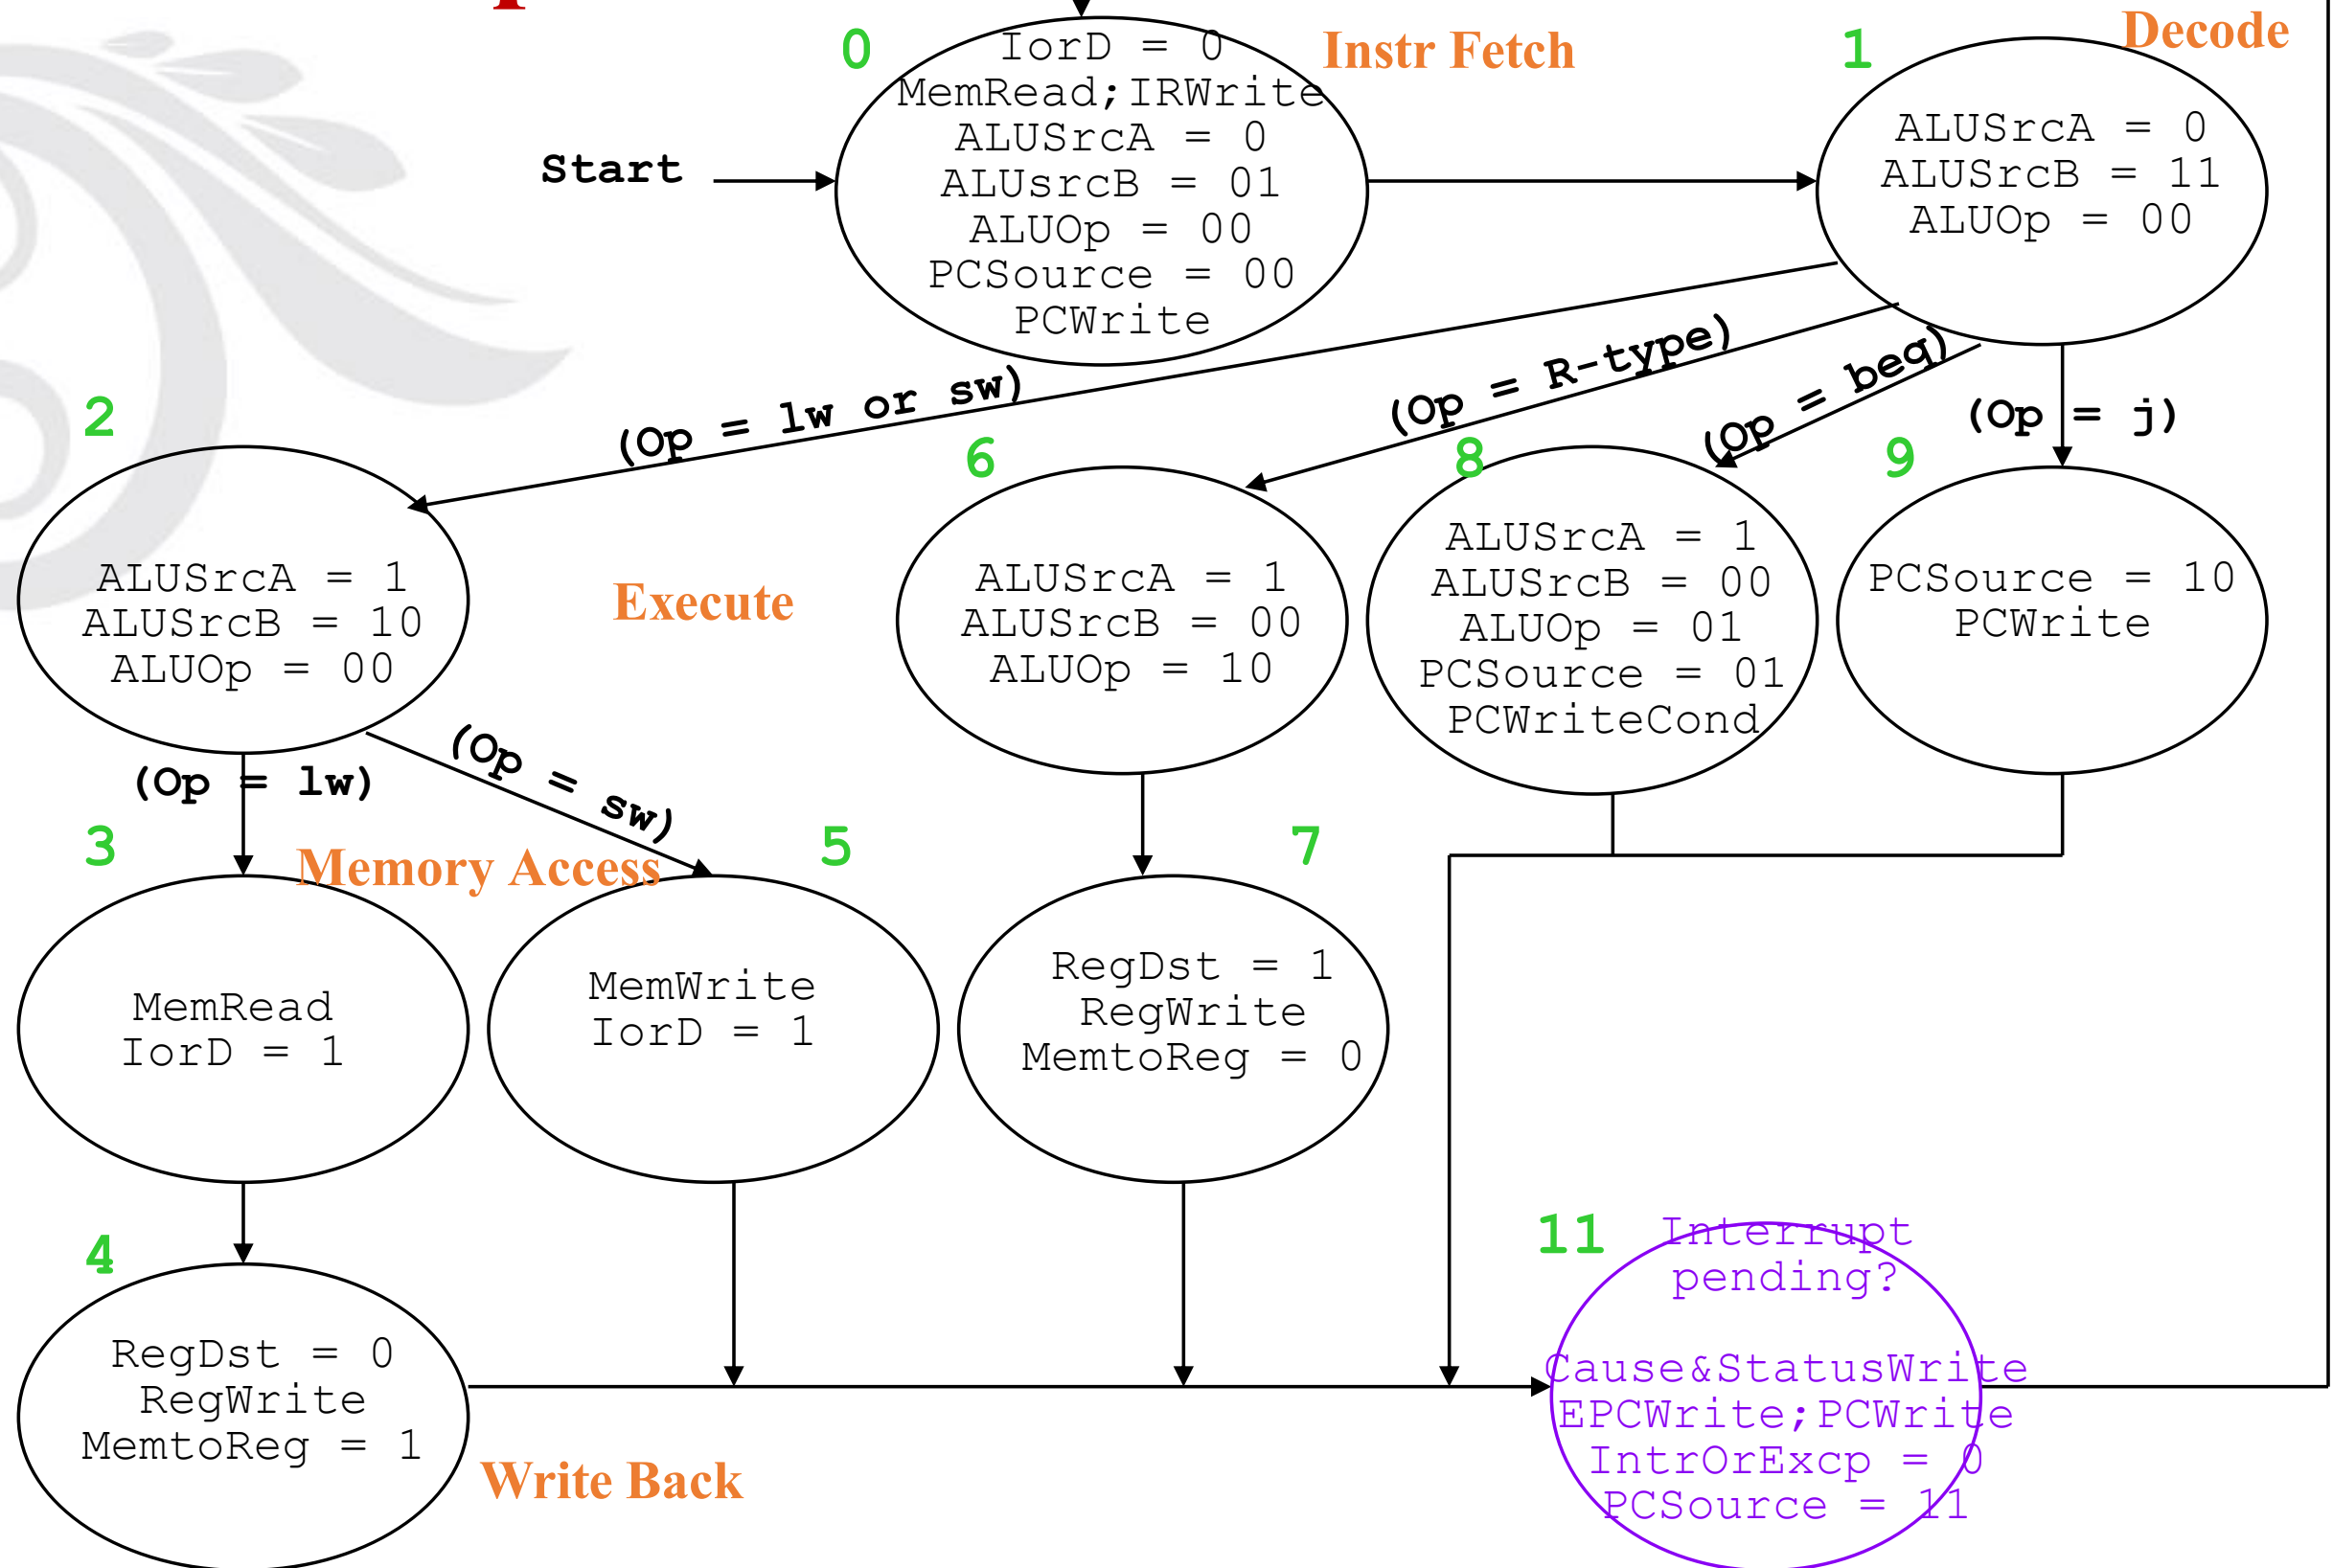 0
IorD = 0
MemRead;IRWrite
ALUSrcA = 0
ALUsrcB = 01
ALUOp = 00
PCSource = 00
PCWrite
Instr Fetch
1
Decode
ALUSrcA = 0
ALUSrcB = 11
ALUOp = 00
Start
(Op = lw or sw)
(Op = R-type)
(Op = beq)
(Op = j)
2
ALUSrcA = 1
ALUSrcB = 10
ALUOp = 00
Execute
6
ALUSrcA = 1
ALUSrcB = 00
ALUOp = 10
8
ALUSrcA = 1
ALUSrcB = 00
ALUOp = 01
PCSource = 01
PCWriteCond
9
PCSource = 10
PCWrite
(Op = lw)
(Op = sw)
3
Memory Access
MemRead
IorD = 1
5
MemWrite
IorD = 1
7
RegDst = 1
RegWrite
MemtoReg = 0
4
RegDst = 0
RegWrite
MemtoReg = 1
Write Back
11
Interrupt
pending?
Cause&StatusWrite
EPCWrite;PCWrite
IntrOrExcp = 0
PCSource = 11